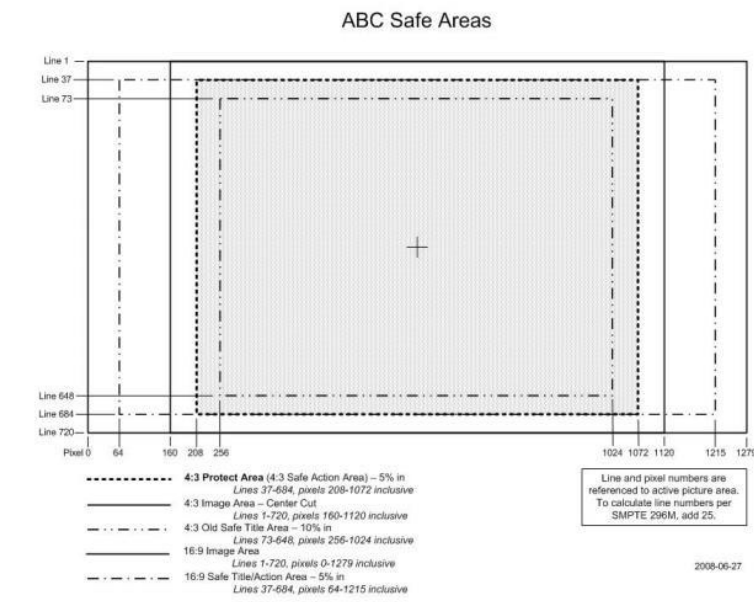 ABC Safe Areas
Line 1
Line 37
Line 73
Line 648
Line 684
Line 720
Pixel 0 64 160 208 256 1024 1072 1120 1215 1279
4:3 Protect Area (4:3 Safe Action Area) – 5% in
Lines 37-684, pixels 208-1072 inclusive
4:3 Image Area – Center Cut
Lines 1-720, pixels 160-1120 inclusive
4:3 Old Safe Title Area – 10% in
Lines 73-648, pixels 256-1024 inclusive
16:9 Image Area
Lines 1-720, pixels 0-1279 inclusive
16:9 Safe Title/Action Area – 5% in
Lines 37-684, pixels 64-1215 inclusive
Line and pixel numbers are
referenced to active picture area.
To calculate line numbers per
SMPTE 296M, add 25.
2008-06-27